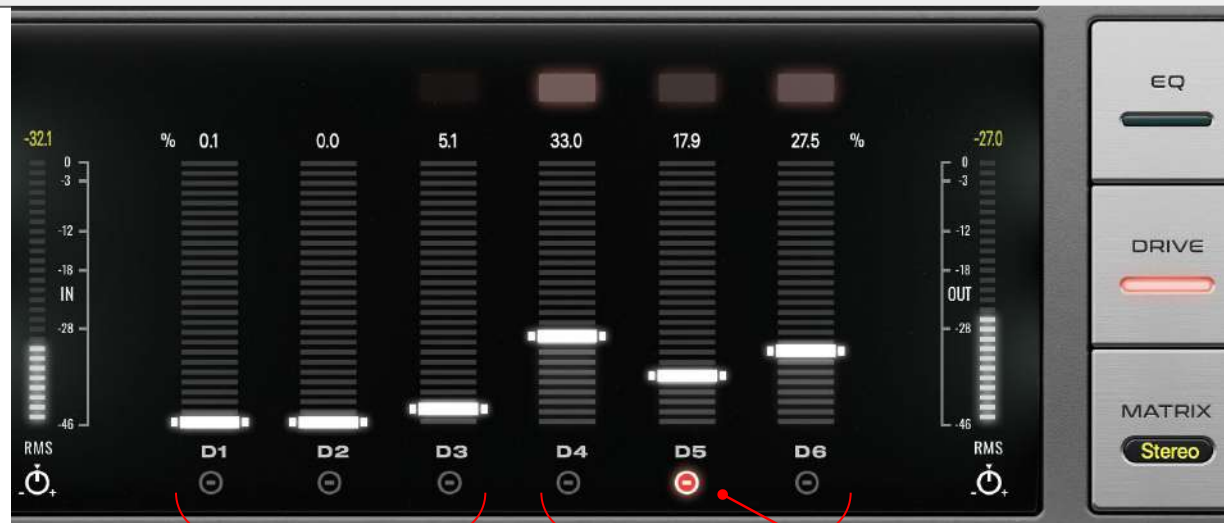 EQ
-32.1 % 0.1 0.0 5.1 33.0 17.9 27.5 % -27.0
0 0
-3 -3
-12 -12
DRIVE
-18 -18
IN OUT
-28 -28
-46 -46
MATRIX
RMS D1 D2 D3 D4 D5 D6 RMS
Stereo
- + - +